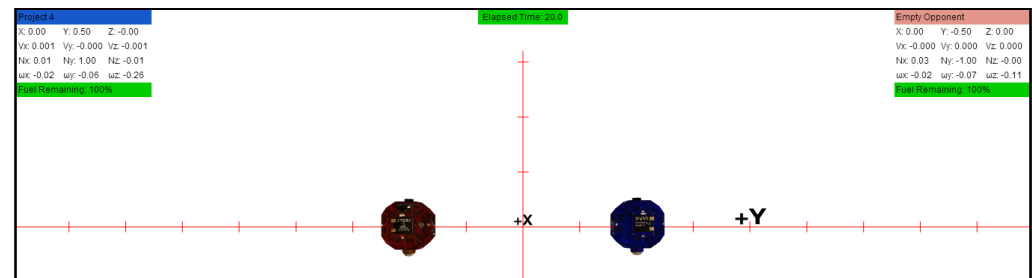 Project 4
X: 0.00 Y: 0.50 Z: -0.00
Vx: 0.001 Vy: -0.000 Vz: -0.001
Nx: 0.01 Ny: 1.00 Nz: -0.01
ωx: -0.02 ωy: -0.06 ωz: -0.26
Fuel Remaining: 100%
Elapsed Time: 20.0
Empty Opponent
X: 0.00 Y: -0.50 Z: 0.00
Vx: -0.000 Vy: 0.000 Vz: 0.000
Nx: 0.03 Ny: -1.00 Nz: -0.00
ωx: -0.02 ωy: -0.07 ωz: -0.11
Fuel Remaining: 100%
+X
+Y